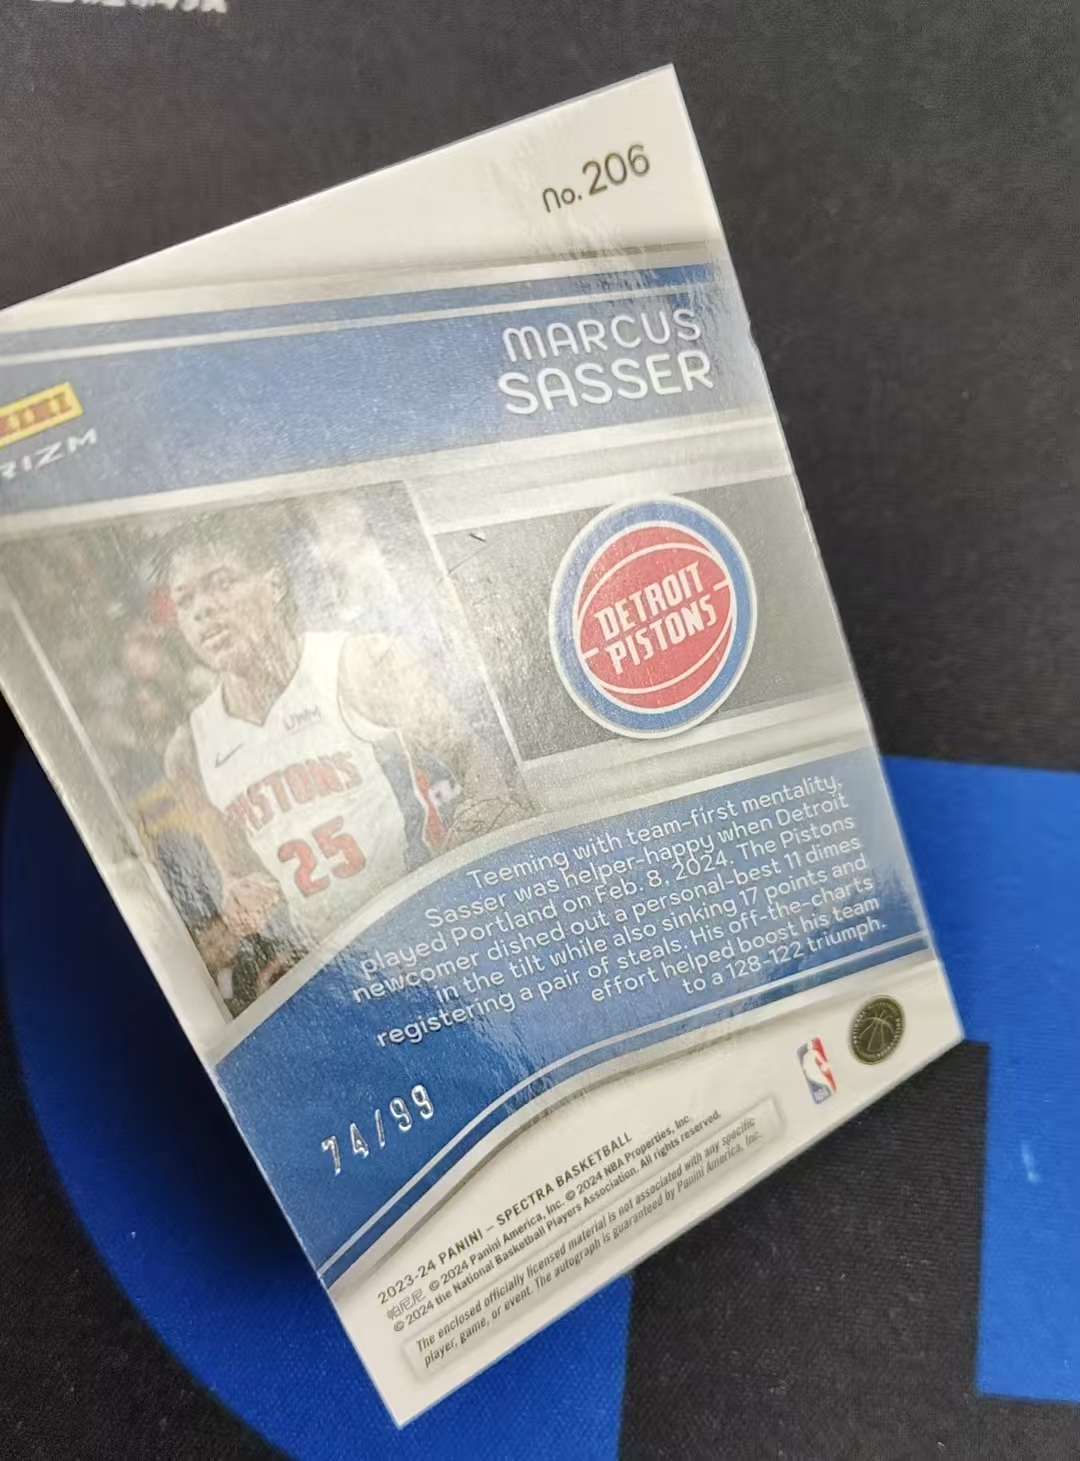 No.206
MARCUS
SASSER
RIZM
DETROIT
PISTONS
UWM
PISTONS
25
Teeming with team-first mentality,
Sasser was helper-happy when Detroit
played Portland on Feb. 8, 2024. The Pistons
newcomer dished out a personal-best 11 dimes
in the tilt while also sinking 17 points and
registering a pair of steals. His off-the-charts
effort helped boost his team
to a 128-122 triumph.
74/99
NBA
2023-24 PANINI – SPECTRA BASKETBALL
帕尼尼 © 2024 Panini America, Inc. © 2024 NBA Properties, Inc.
© 2024 the National Basketball Players Association. All rights reserved.
The enclosed officially licensed material is not associated with any specific
player, game, or event. The autograph is guaranteed by Panini America, Inc.